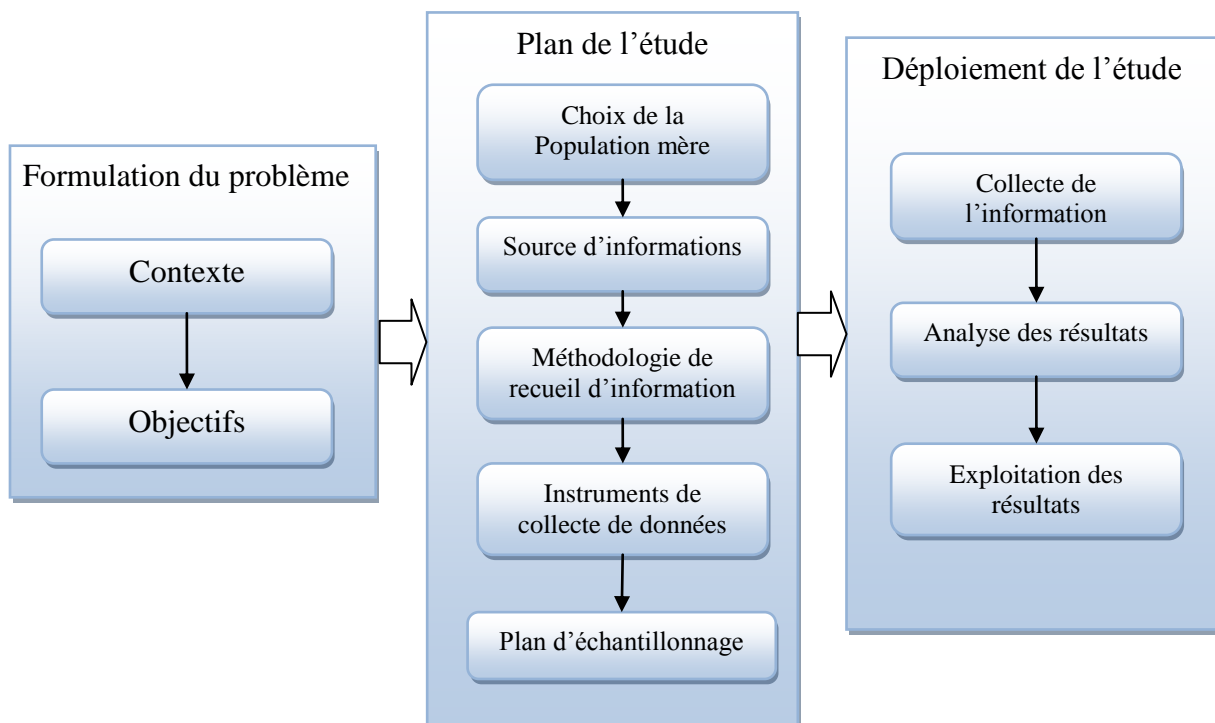 Formulation du problème
Contexte
Objectifs
Plan de l’étude
Choix de la
Population mère
Source d’informations
Méthodologie de
recueil d’information
Instruments de
collecte de données
Plan d’échantillonnage
Déploiement de l’étude
Collecte de
l’information
Analyse des résultats
Exploitation des
résultats